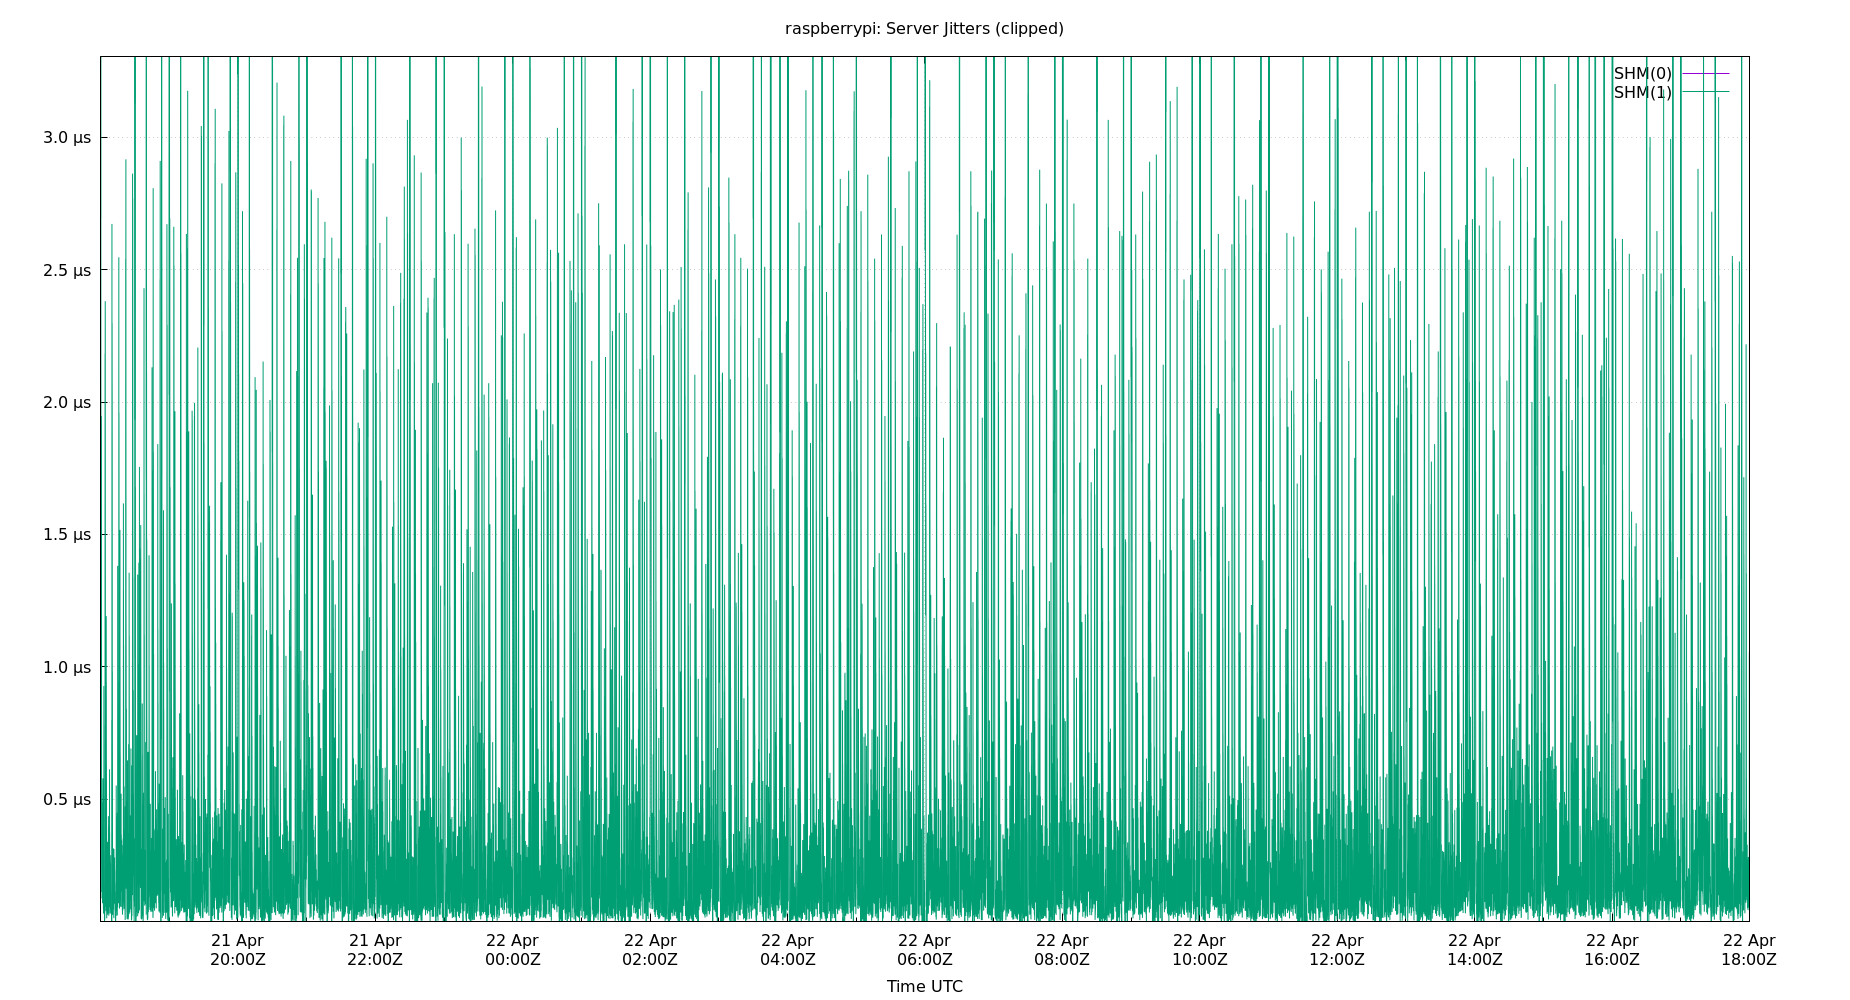 raspberrypi: Server Jitters (clipped)
SHM(0)
SHM(1)
3.0 µs
2.5 µs
2.0 µs
1.5 µs
1.0 µs
0.5 µs
21 Apr 21 Apr 22 Apr 22 Apr 22 Apr 22 Apr 22 Apr 22 Apr 22 Apr 22 Apr 22 Apr 22 Apr
20:00Z 22:00Z 00:00Z 02:00Z 04:00Z 06:00Z 08:00Z 10:00Z 12:00Z 14:00Z 16:00Z 18:00Z
Time UTC